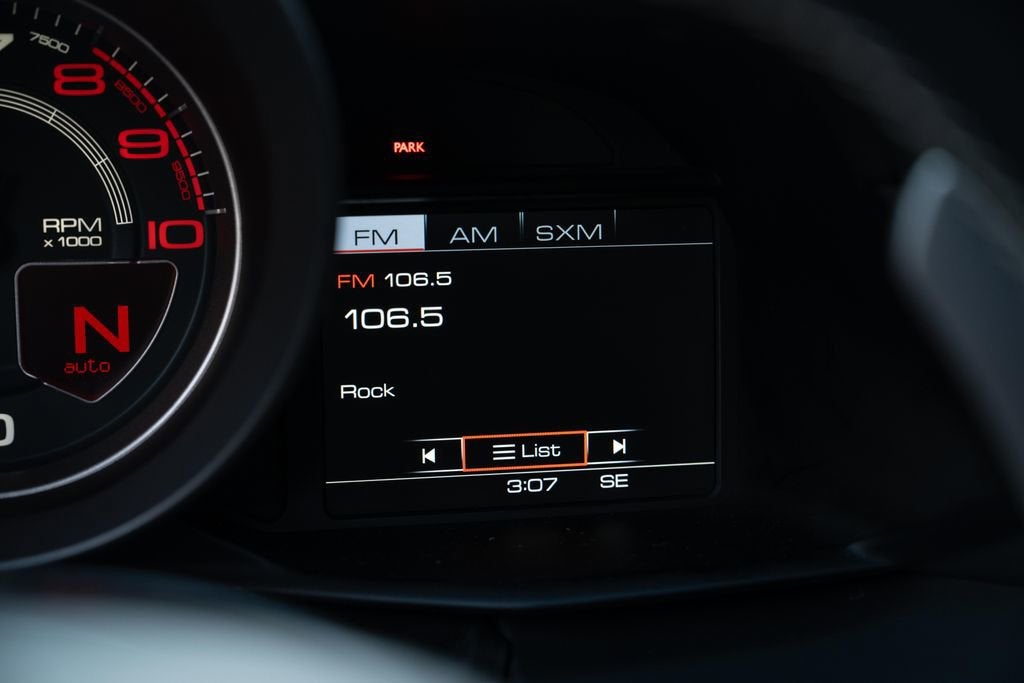 7500
8
8500
9
9500
RPM
x 1000
10
N
auto
0
PARK
FM AM SXM
FM 106.5
106.5
Rock
List
3:07 SE